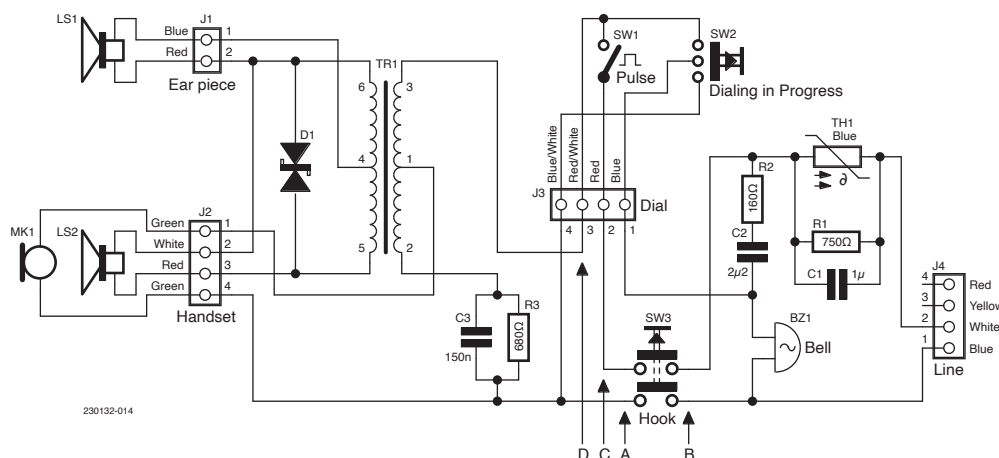 LS1
J1
Blue 1
Red 2
Ear piece
TR1
6 3
4 1
5 2
D1
SW1
Pulse
SW2
Dialing in Progress
Blue/White
Red/White
Red
Blue
J3
Dial
4 3 2 1
TH1
Blue
∂
R2
160Ω
C2
2µ2
R1
750Ω
C1 1µ
J4
4 Red
3 Yellow
2 White
1 Blue
Line
MK1
LS2
J2
Green 1
White 2
Red 3
Green 4
Handset
C3
150n
R3
680Ω
SW3
Hook
BZ1
Bell
230132-014
D C A B